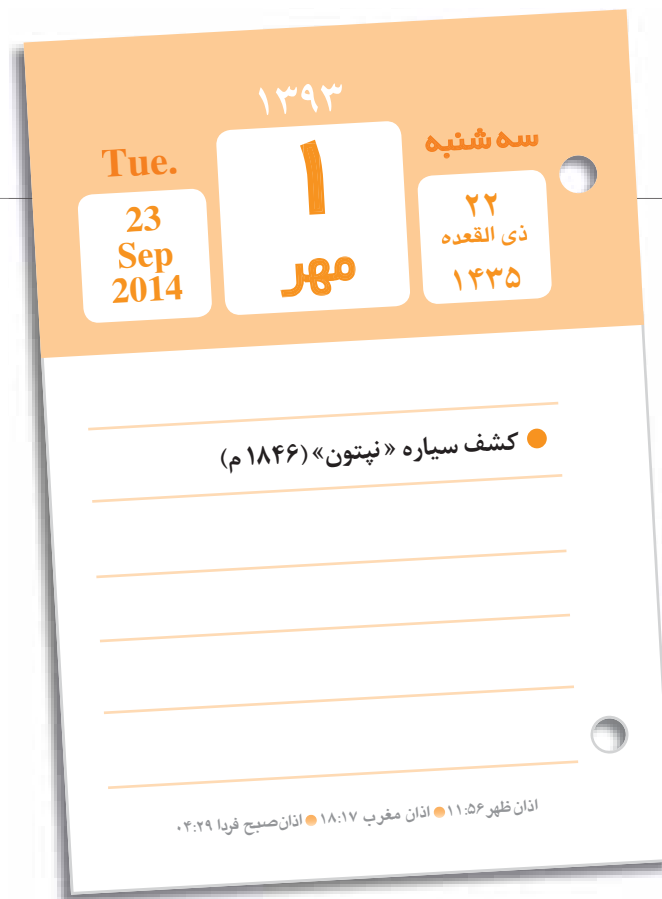 ۱۳۹۳
سه شنبه
۲۲
ذی القعده
۱۴۳۵
۱
مهر
Tue.
23
Sep
2014
کشف سیاره «نپتون» (۱۸۴۶ م)
اذان ظهر ۱۱:۵۶ اذان مغرب ۱۸:۱۷ اذان صبح فردا ۰۴:۲۹